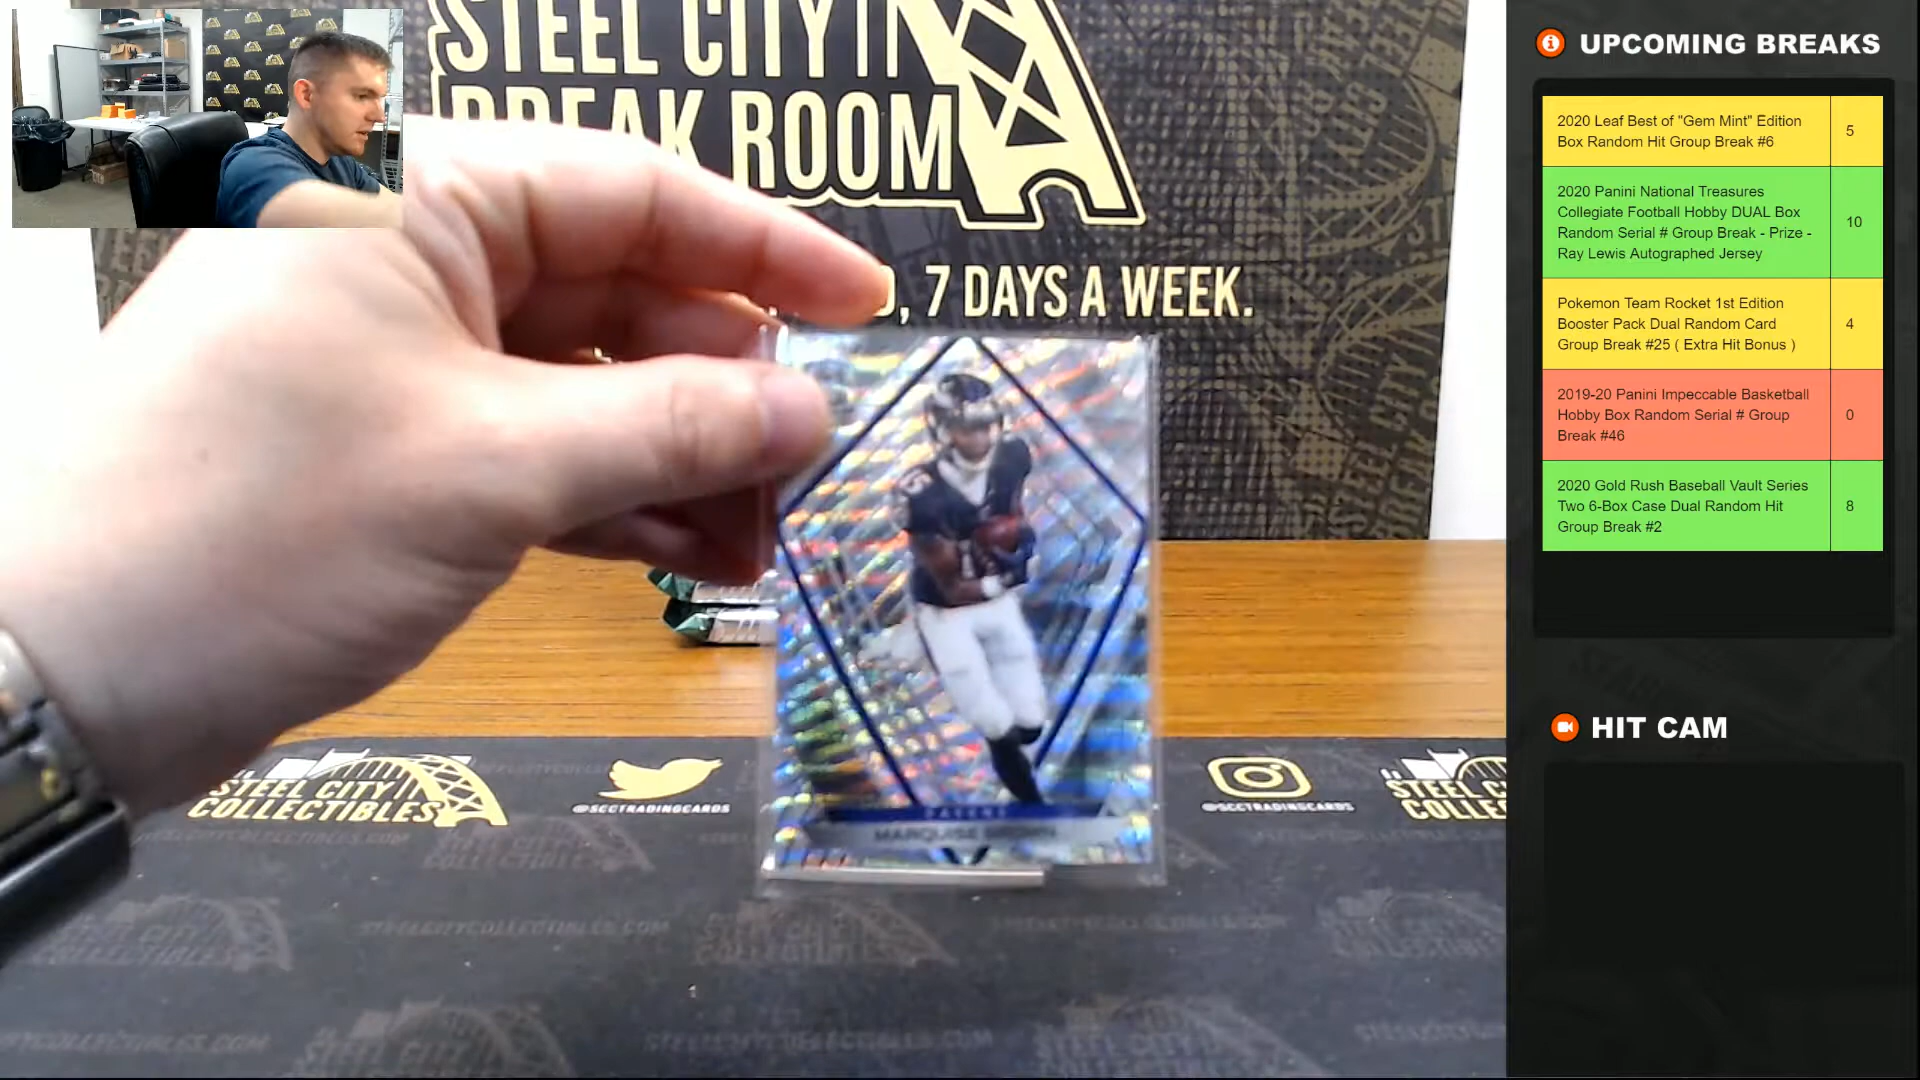 STEEL CITY
BREAK ROOM
, 7 DAYS A WEEK.
RAVENS
MARQUISE BROWN
STEEL CITY
COLLECTIBLES
@SCCTRADINGCARDS
@SCCTRADINGCARDS
STEEL CITY
COLLEC
UPCOMING BREAKS
2020 Leaf Best of "Gem Mint" Edition
Box Random Hit Group Break #6
5
2020 Panini National Treasures
Collegiate Football Hobby DUAL Box
Random Serial # Group Break - Prize -
Ray Lewis Autographed Jersey
10
Pokemon Team Rocket 1st Edition
Booster Pack Dual Random Card
Group Break #25 ( Extra Hit Bonus )
4
2019-20 Panini Impeccable Basketball
Hobby Box Random Serial # Group
Break #46
0
2020 Gold Rush Baseball Vault Series
Two 6-Box Case Dual Random Hit
Group Break #2
8
HIT CAM